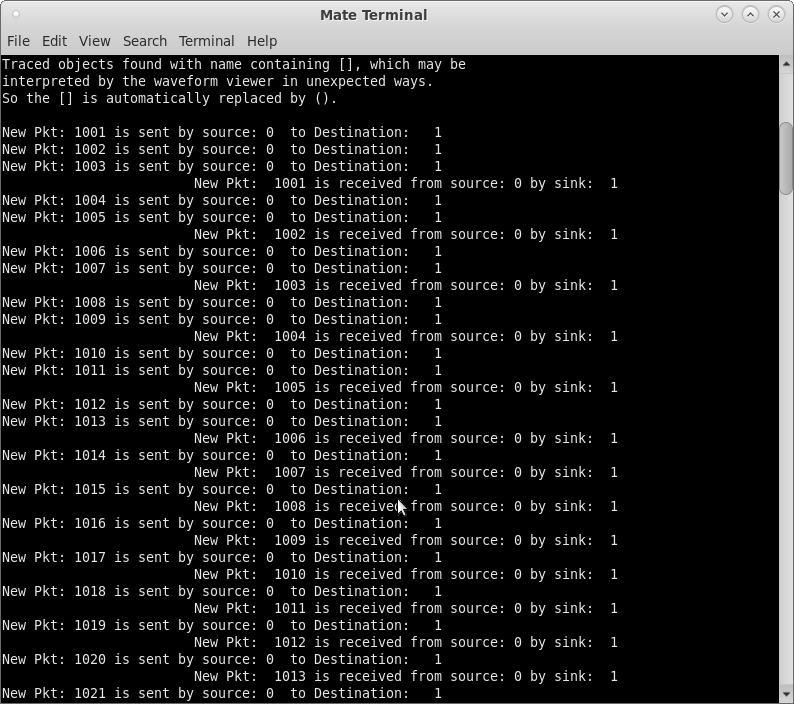 Mate Terminal
File Edit View Search Terminal Help
Traced objects found with name containing [], which may be
interpreted by the waveform viewer in unexpected ways.
So the [] is automatically replaced by ().
New Pkt: 1001 is sent by source: 0  to Destination:   1
New Pkt: 1002 is sent by source: 0  to Destination:   1
New Pkt: 1003 is sent by source: 0  to Destination:   1
                        New Pkt:  1001 is received from source: 0 by sink:  1
New Pkt: 1004 is sent by source: 0  to Destination:   1
New Pkt: 1005 is sent by source: 0  to Destination:   1
                        New Pkt:  1002 is received from source: 0 by sink:  1
New Pkt: 1006 is sent by source: 0  to Destination:   1
New Pkt: 1007 is sent by source: 0  to Destination:   1
                        New Pkt:  1003 is received from source: 0 by sink:  1
New Pkt: 1008 is sent by source: 0  to Destination:   1
New Pkt: 1009 is sent by source: 0  to Destination:   1
                        New Pkt:  1004 is received from source: 0 by sink:  1
New Pkt: 1010 is sent by source: 0  to Destination:   1
New Pkt: 1011 is sent by source: 0  to Destination:   1
                        New Pkt:  1005 is received from source: 0 by sink:  1
New Pkt: 1012 is sent by source: 0  to Destination:   1
New Pkt: 1013 is sent by source: 0  to Destination:   1
                        New Pkt:  1006 is received from source: 0 by sink:  1
New Pkt: 1014 is sent by source: 0  to Destination:   1
                        New Pkt:  1007 is received from source: 0 by sink:  1
New Pkt: 1015 is sent by source: 0  to Destination:   1
                        New Pkt:  1008 is received from source: 0 by sink:  1
New Pkt: 1016 is sent by source: 0  to Destination:   1
                        New Pkt:  1009 is received from source: 0 by sink:  1
New Pkt: 1017 is sent by source: 0  to Destination:   1
                        New Pkt:  1010 is received from source: 0 by sink:  1
New Pkt: 1018 is sent by source: 0  to Destination:   1
                        New Pkt:  1011 is received from source: 0 by sink:  1
New Pkt: 1019 is sent by source: 0  to Destination:   1
                        New Pkt:  1012 is received from source: 0 by sink:  1
New Pkt: 1020 is sent by source: 0  to Destination:   1
                        New Pkt:  1013 is received from source: 0 by sink:  1
New Pkt: 1021 is sent by source: 0  to Destination:   1